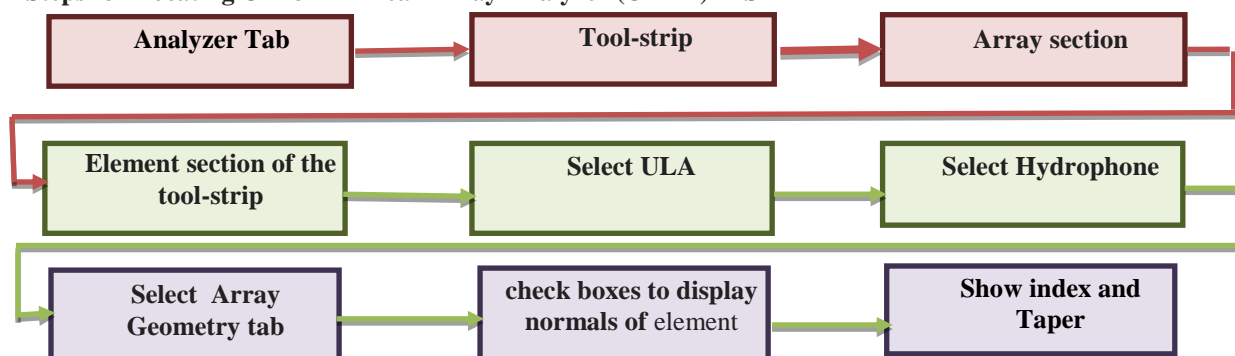 Analyzer Tab
Tool-strip
Array section
Element section of the
tool-strip
Select ULA
Select Hydrophone
Select Array
Geometry tab
check boxes to display
normals of element
Show index and
Taper